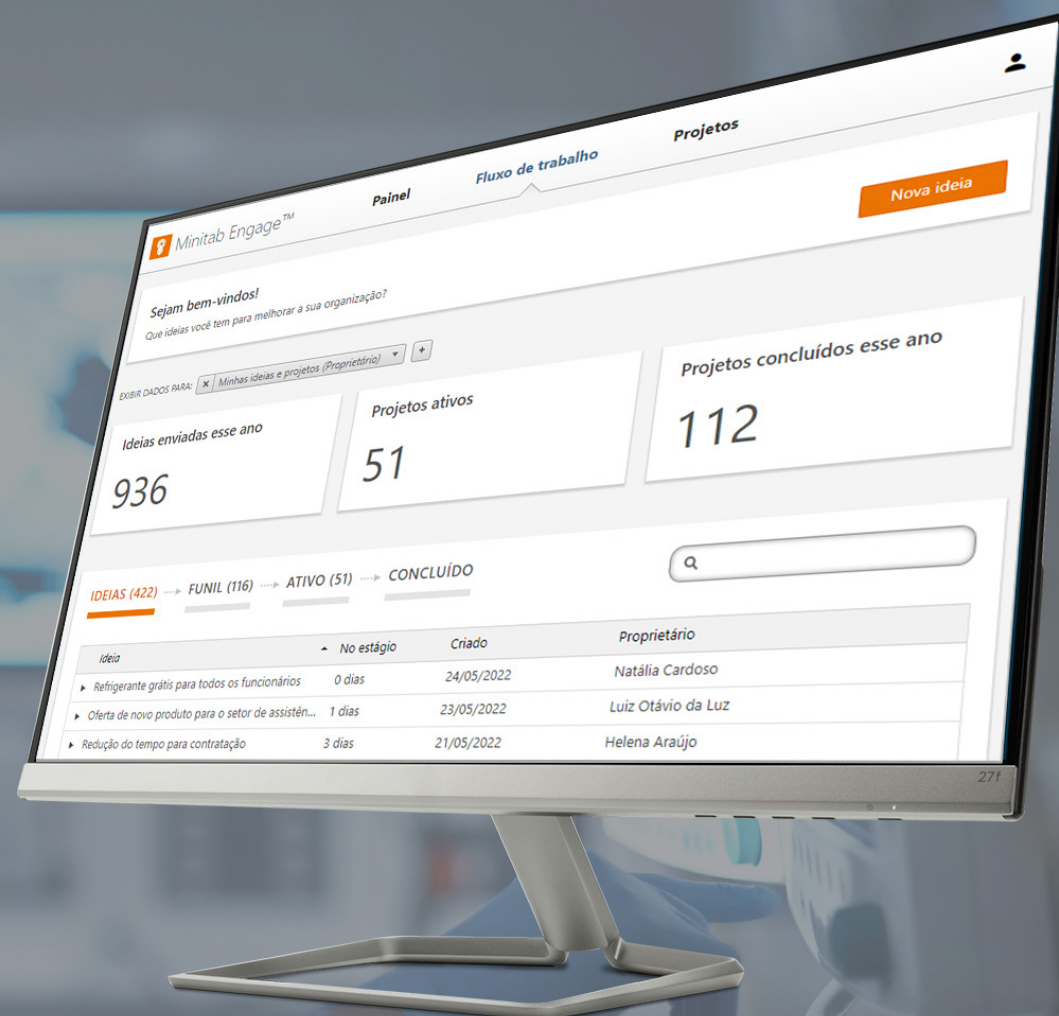 Minitab Engage™
Painel
Fluxo de trabalho
Projetos
Sejam bem-vindos!
Que ideias você tem para melhorar a sua organização?
Nova ideia
EXIBIR DADOS PARA: × Minhas ideias e projetos (Proprietário) +
Ideias enviadas esse ano
936
Projetos ativos
51
Projetos concluídos esse ano
112
IDEIAS (422) FUNIL (116) ATIVO (51) CONCLUÍDO
Ideia No estágio Criado Proprietário
Refrigerante grátis para todos os funcionários 0 dias 24/05/2022 Natália Cardoso
Oferta de novo produto para o setor de assistên... 1 dias 23/05/2022 Luiz Otávio da Luz
Redução do tempo para contratação 3 dias 21/05/2022 Helena Araújo
27f